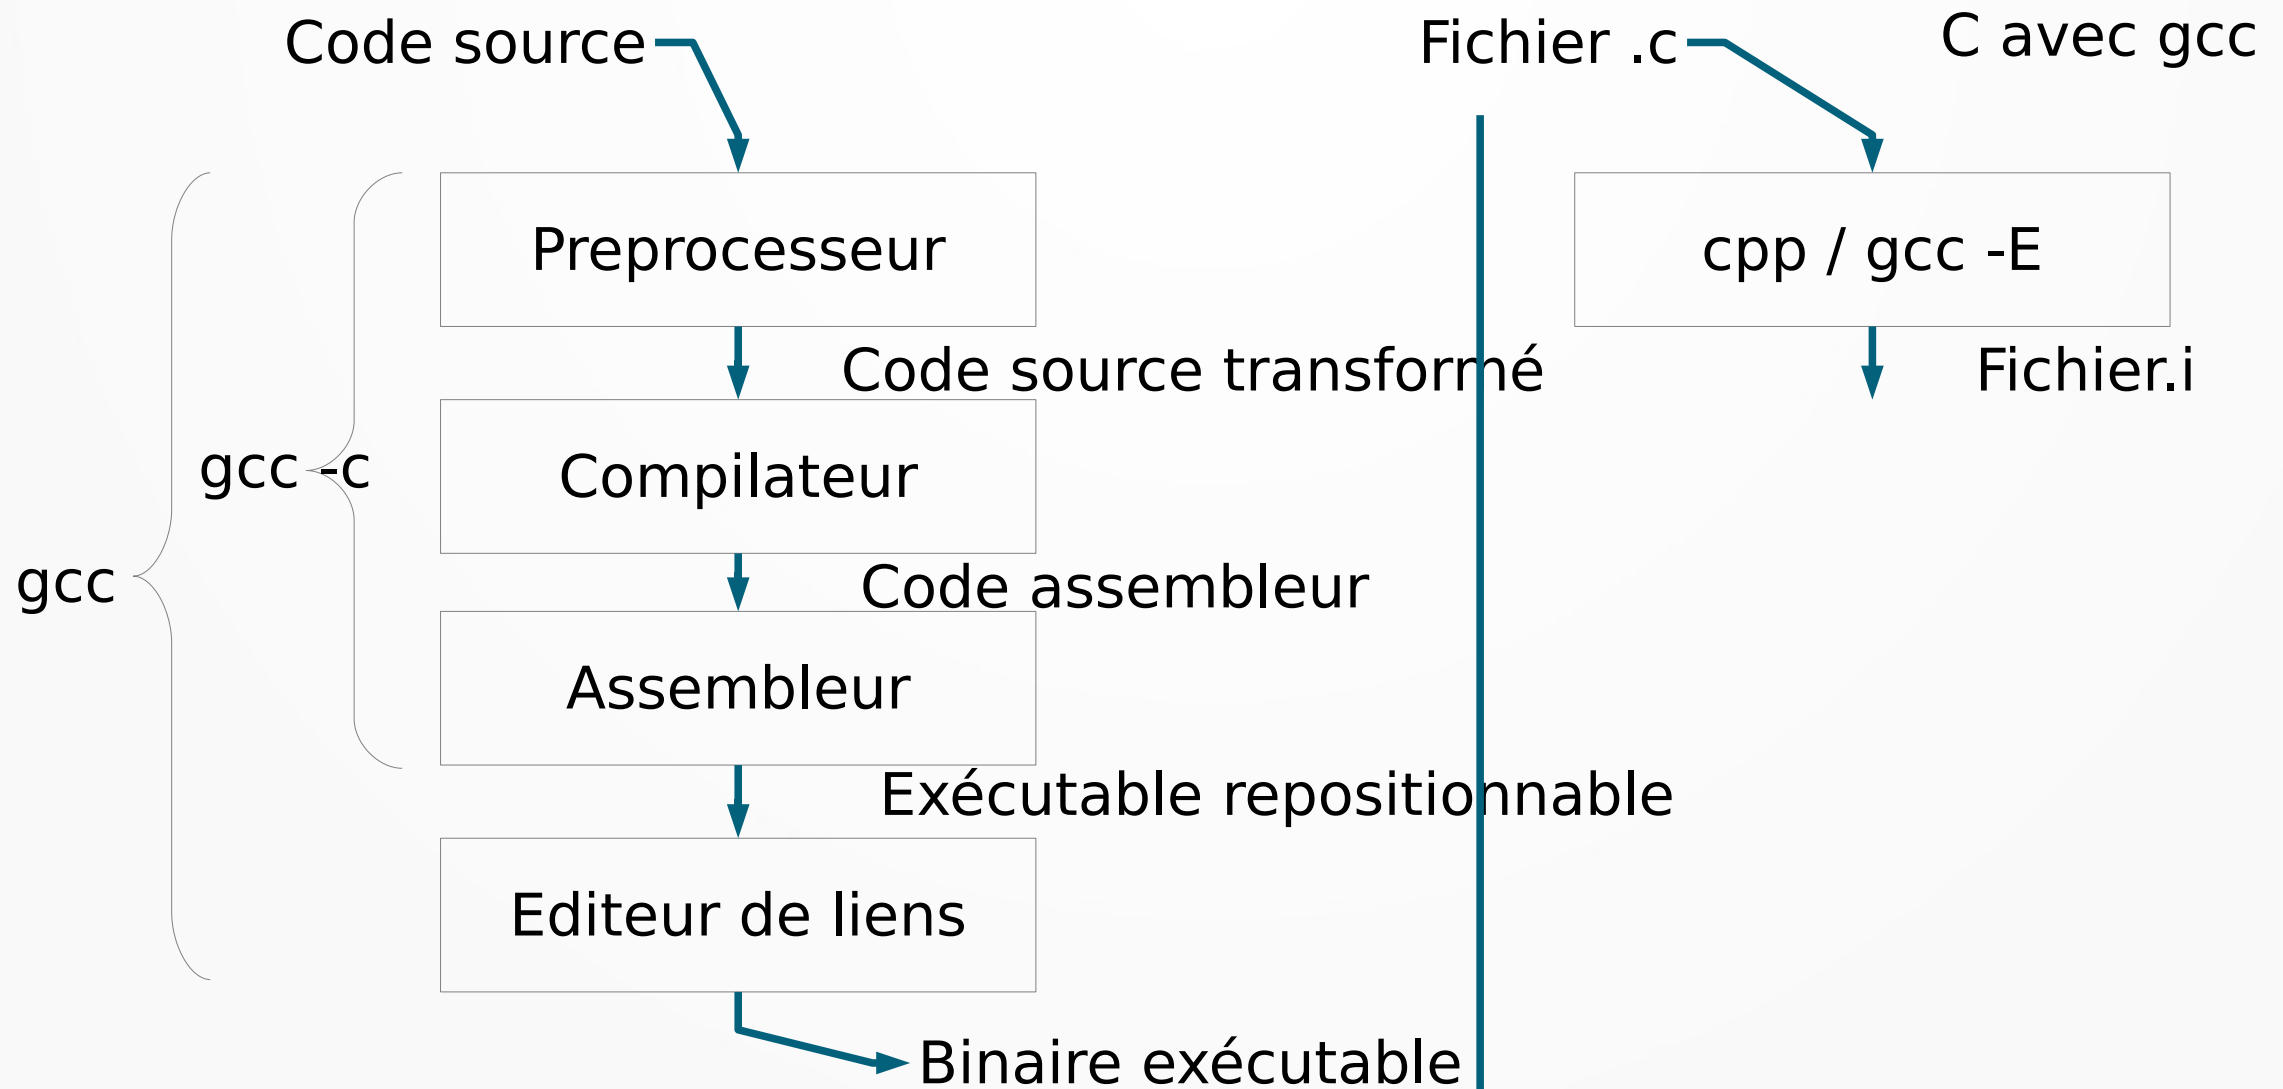 Code source
Fichier .c
C avec gcc
Preprocesseur
cpp / gcc -E
Code source transformé
Fichier.i
gcc -c
Compilateur
gcc
Code assembleur
Assembleur
Exécutable repositionnable
Editeur de liens
Binaire exécutable